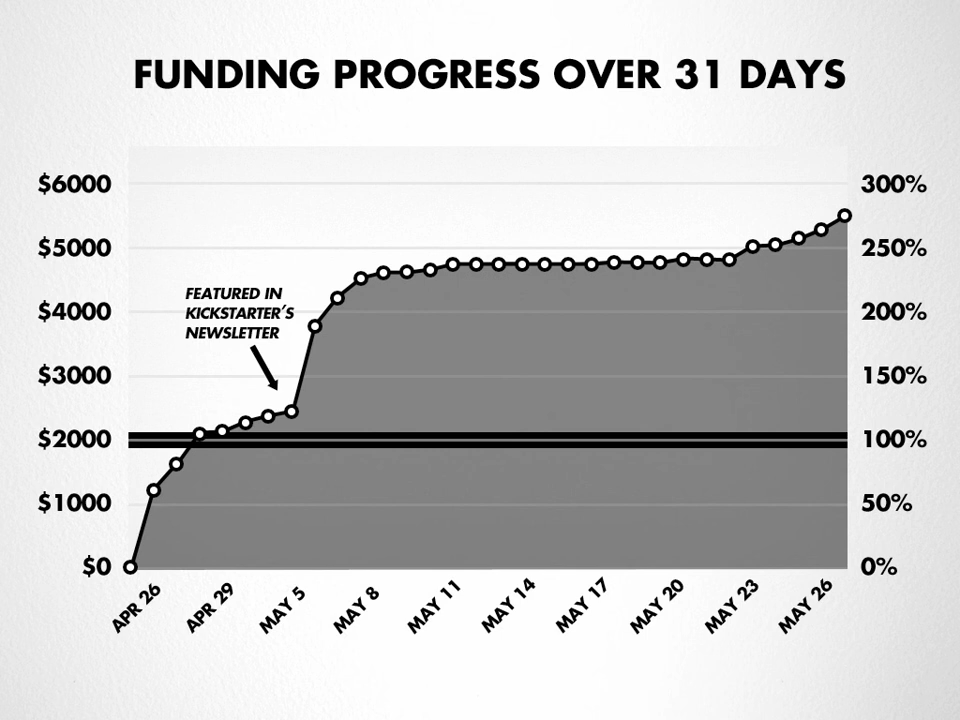 FUNDING PROGRESS OVER 31 DAYS
$6000
$5000
$4000
$3000
$2000
$1000
$0
FEATURED IN
KICKSTARTER'S
NEWSLETTER
300%
250%
200%
150%
100%
50%
0%
APR 26
APR 29
MAY 5
MAY 8
MAY 11
MAY 14
MAY 17
MAY 20
MAY 23
MAY 26